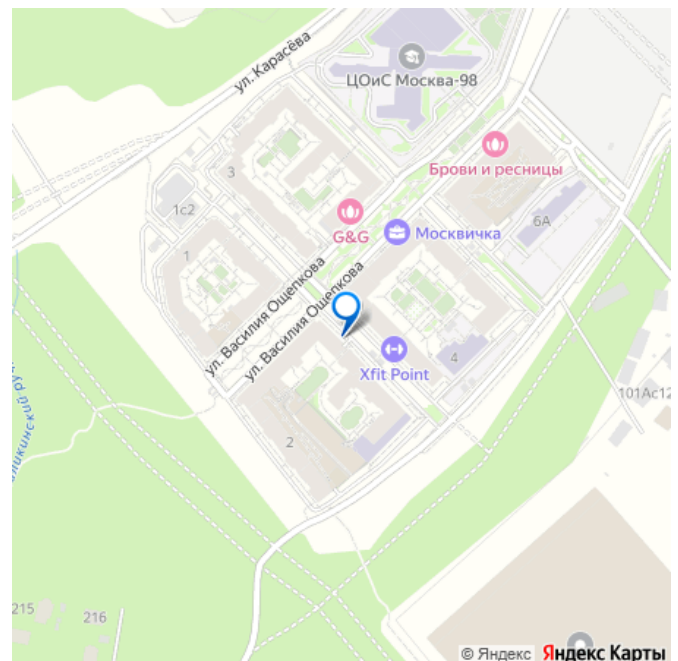 ул. Карасёва
ЦОиС Москва-98
Брови и ресницы
3
1с2
G&G
Москвичка
6А
1
ул. Василия Ощепкова
ул. Василия Ощепкова
Xfit Point
4
101Ас12
2
215
216
© Яндекс Яндекс Карты